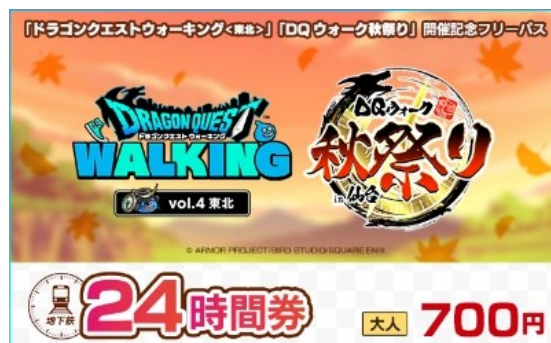 「ドラゴンクエストウォーキング<東北>」「DQウォーク秋祭り」開催記念フリーパス
DRAGON QUEST
ドラゴンクエストウォーキング
WALKING
vol.4 東北
DQウォーク
秋祭り
in 仙台
© ARMOR PROJECT/BIRD STUDIO/SQUARE ENIX
地下鉄
24時間券
大人 700円